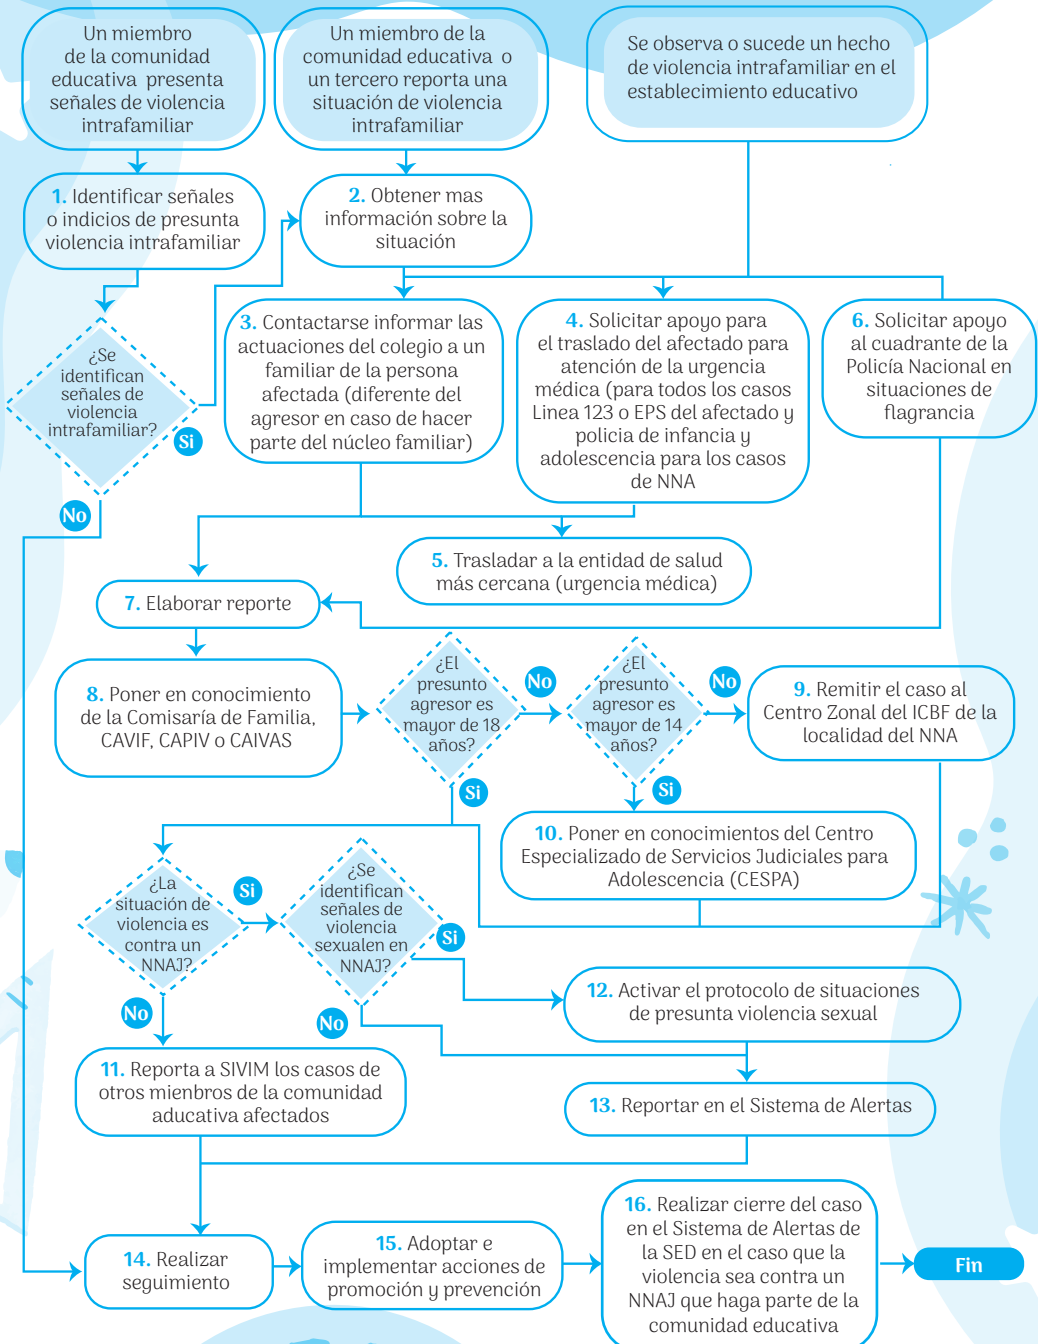 Un miembro
de la comunidad
educativa presenta
señales de violencia
intrafamiliar
Un miembro de la
comunidad educativa o
un tercero reporta una
situación de violencia
intrafamiliar
Se observa o sucede un hecho
de violencia intrafamiliar en el
establecimiento educativo
1. Identificar señales
o indicios de presunta
violencia intrafamiliar
2. Obtener mas
información sobre la
situación
¿Se
identifican
señales de
violencia
intrafamiliar?
Si
No
3. Contactarse informar las
actuaciones del colegio a un
familiar de la persona
afectada (diferente del
agresor en caso de hacer
parte del núcleo familiar)
4. Solicitar apoyo para
el traslado del afectado para
atención de la urgencia
médica (para todos los casos
Linea 123 o EPS del afectado y
policia de infancia y
adolescencia para los casos
de NNA
6. Solicitar apoyo
al cuadrante de la
Policía Nacional en
situaciones de
flagrancia
5. Trasladar a la entidad de salud
más cercana (urgencia médica)
7. Elaborar reporte
8. Poner en conocimiento
de la Comisaría de Familia,
CAVIF, CAPIV o CAIVAS
¿El
presunto
agresor es
mayor de 18
años?
No
Si
¿El
presunto
agresor es
mayor de 14
años?
No
Si
9. Remitir el caso al
Centro Zonal del ICBF de la
localidad del NNA
10. Poner en conocimientos del Centro
Especializado de Servicios Judiciales para
Adolescencia (CESPA)
¿La
situación de
violencia es
contra un
NNAJ?
Si
No
¿Se
identifican
señales de
violencia
sexualen en
NNAJ?
Si
No
12. Activar el protocolo de situaciones
de presunta violencia sexual
11. Reporta a SIVIM los casos de
otros mienbros de la comunidad
aducativa afectados
13. Reportar en el Sistema de Alertas
14. Realizar
seguimiento
15. Adoptar e
implementar acciones de
promoción y prevención
16. Realizar cierre del caso
en el Sistema de Alertas de
la SED en el caso que la
violencia sea contra un
NNAJ que haga parte de la
comunidad educativa
Fin